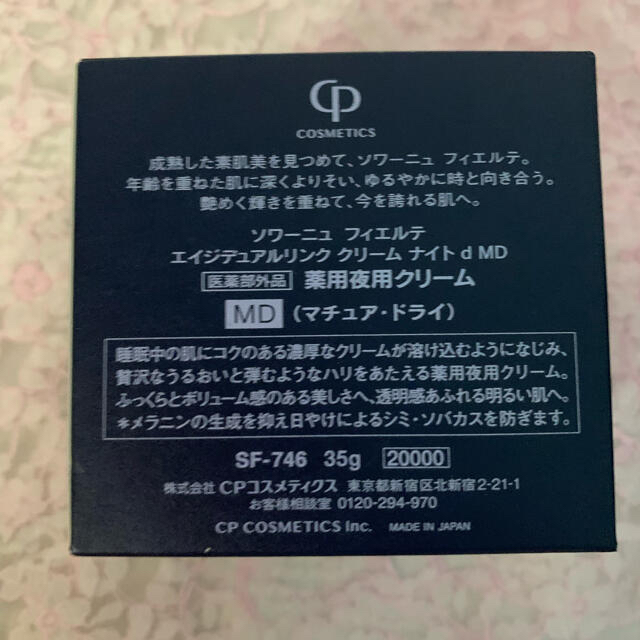 CP
COSMETICS
成熟した素肌美を見つめて、ソワーニュ フィエルテ。
年齢を重ねた肌に深くよりそい、ゆるやかに時と向き合う。
艶めく輝きを重ねて、今を誇れる肌へ。
ソワーニュ フィエルテ
エイジデュアルリンク クリーム ナイト d MD
医薬部外品 薬用夜用クリーム
MD (マチュア・ドライ)
睡眠中の肌にコクのある濃厚なクリームが溶け込むようになじみ、
贅沢なうるおいと弾むようなハリをあたえる薬用夜用クリーム。
ふっくらとボリューム感のある美しさへ、透明感あふれる明るい肌へ。
*メラニンの生成を抑え日やけによるシミ・ソバカスを防ぎます。
SF-746 35g 20000
株式会社 CPコスメティクス 東京都新宿区北新宿2-21-1
お客様相談室 0120-294-970
CP COSMETICS Inc. MADE IN JAPAN